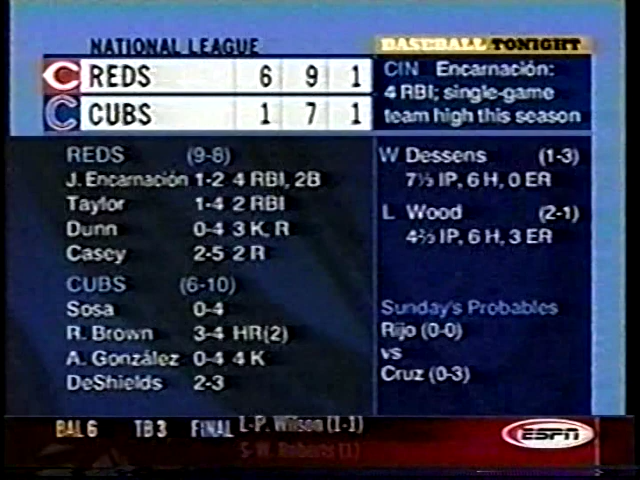 NATIONAL LEAGUE
BASEBALL TONIGHT
C REDS 6 9 1
C CUBS 1 7 1
CIN Encarnación:
4 RBI; single-game
team high this season
REDS (9-8)
J. Encarnación 1-2 4 RBI, 2B
Taylor 1-4 2 RBI
Dunn 0-4 3 K, R
Casey 2-5 2 R
CUBS (6-10)
Sosa 0-4
R. Brown 3-4 HR(2)
A. González 0-4 4 K
DeShields 2-3
W Dessens (1-3)
7⅓ IP, 6 H, 0 ER
L Wood (2-1)
4⅔ IP, 6 H, 3 ER
Sunday's Probables
Rijo (0-0)
vs
Cruz (0-3)
BAL 6 TB 3 FINAL L-P. Wilson (1-1)
S-W. Roberts (1)
ESPN